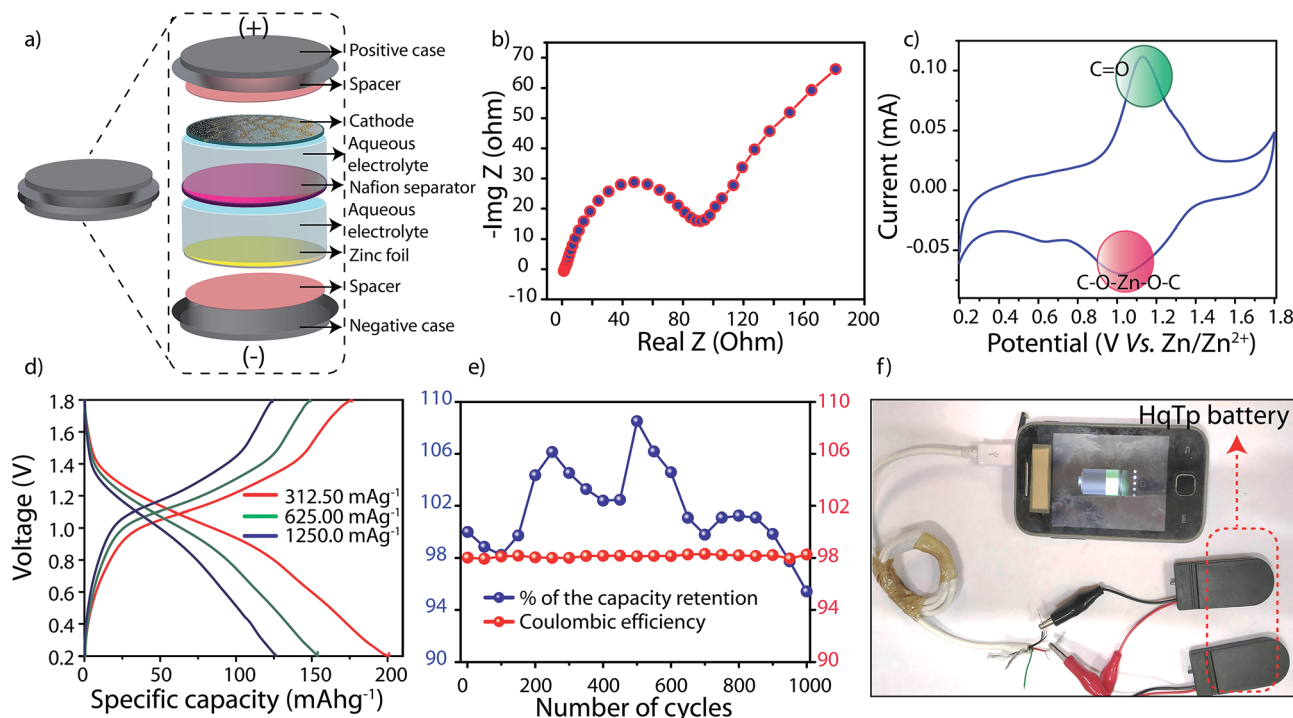 a)
(+)
Positive case
Spacer
Cathode
Aqueous
electrolyte
Nafion separator
Aqueous
electrolyte
Zinc foil
Spacer
Negative case
(-)
b)
-Img Z (ohm)
70
60
50
40
30
20
10
0
-10
0 40 80 120 160 200
Real Z (Ohm)
c)
Current (mA)
0.10
0.05
0.00
-0.05
C=O
C-O-Zn-O-C
0.2 0.4 0.6 0.8 1.0 1.2 1.4 1.6 1.8
Potential (V Vs. Zn/Zn²⁺)
d)
Voltage (V)
1.8
1.6
1.4
1.2
1.0
0.8
0.6
0.4
0.2
312.50 mAg⁻¹
625.00 mAg⁻¹
1250.0 mAg⁻¹
0 50 100 150 200
Specific capacity (mAhg⁻¹)
e)
110
106
102
98
94
90
110
106
102
98
94
90
% of the capacity retention
Coulombic efficiency
0 200 400 600 800 1000
Number of cycles
f)
HqTp battery